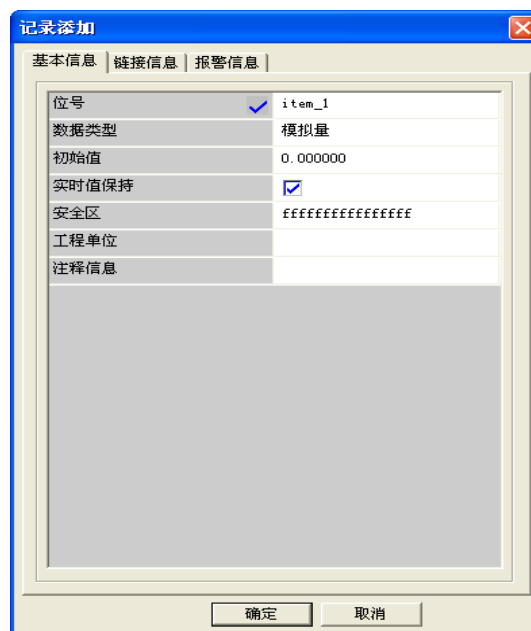 记录添加
基本信息 链接信息 报警信息
位号 item_1
数据类型 模拟量
初始值 0.000000
实时值保持
安全区 ffffffffffffffff
工程单位
注释信息
确定 取消